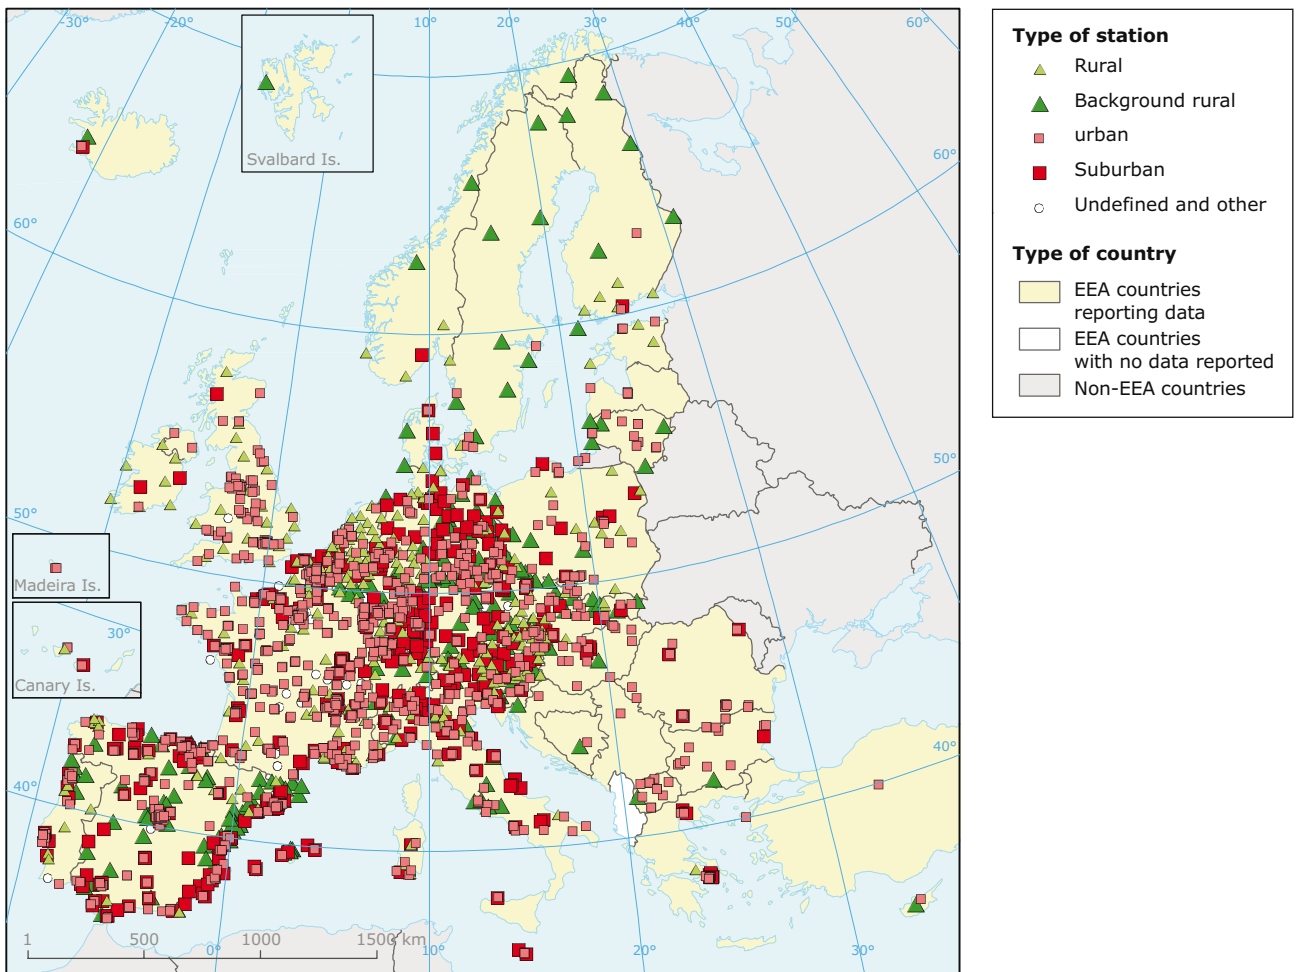 -30°
-20°
10°
20°
30°
40°
50°
60°
Svalbard Is.
60°
60°
50°
50°
Madeira Is.
30°
Canary Is.
40°
40°
1
500
1000
1500 km
0°
10°
20°
30°
Type of station
Rural
Background rural
urban
Suburban
Undefined and other
Type of country
EEA countries
reporting data
EEA countries
with no data reported
Non-EEA countries